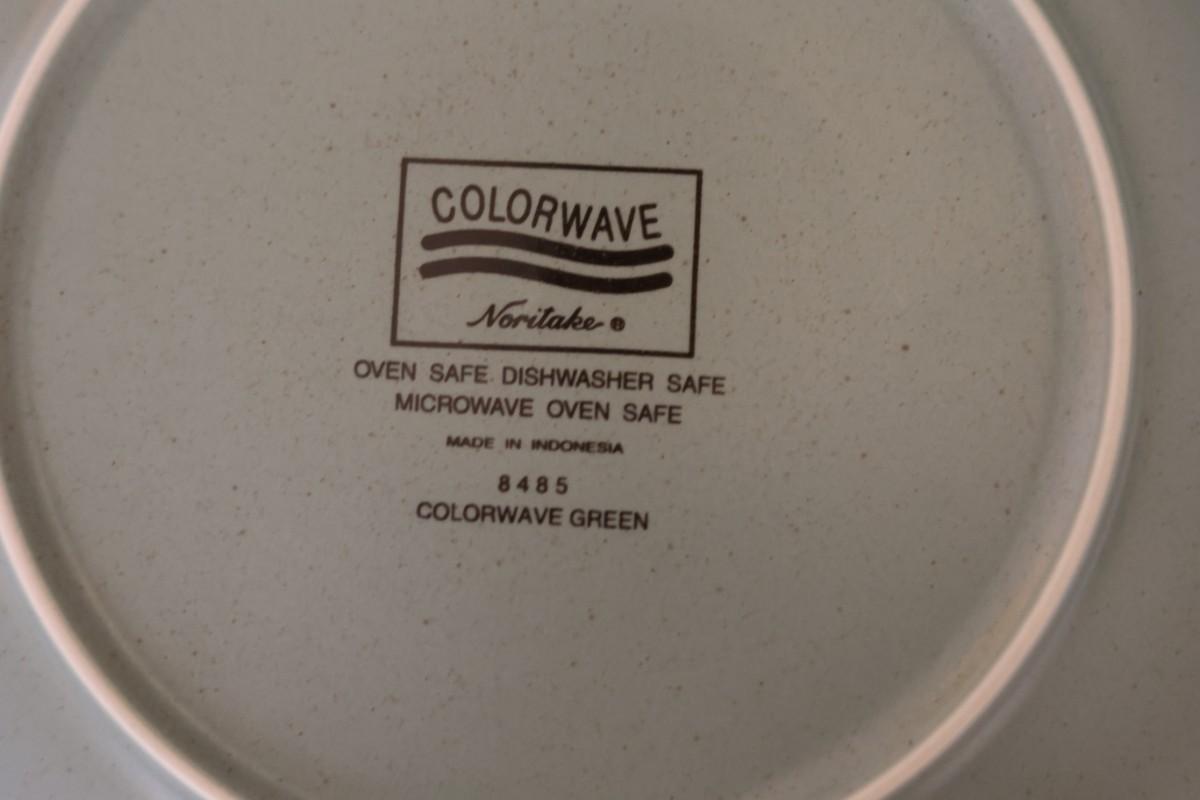 COLORWAVE
Noritake ®
OVEN SAFE DISHWASHER SAFE
MICROWAVE OVEN SAFE
MADE IN INDONESIA
8485
COLORWAVE GREEN